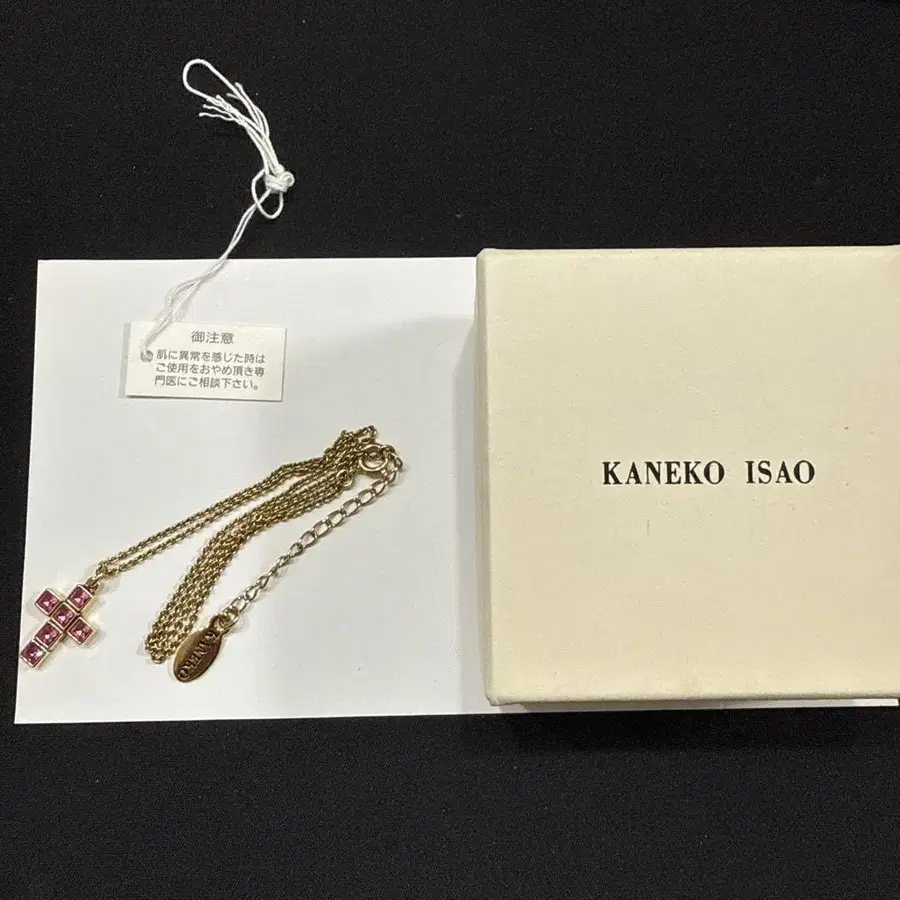 御注意
肌に異常を感じた時は
ご使用をおやめ頂き専
門医にご相談下さい。
KANEKO ISAO
KANEKO